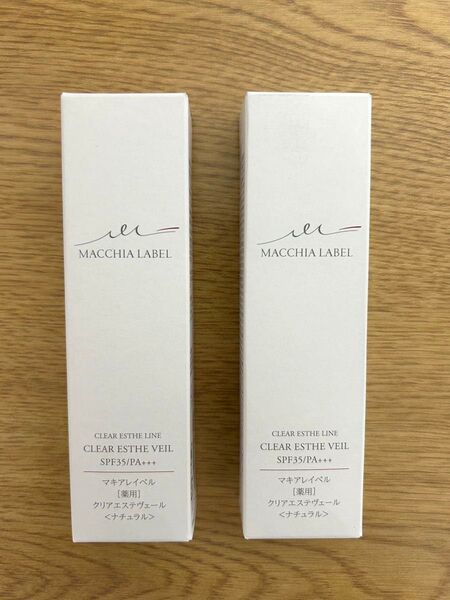 MACCHIA LABEL
CLEAR ESTHE LINE
CLEAR ESTHE VEIL
SPF35/PA+++
マキアレイベル
[薬用]
クリアエステヴェール
<ナチュラル>
MACCHIA LABEL
CLEAR ESTHE LINE
CLEAR ESTHE VEIL
SPF35/PA+++
マキアレイベル
[薬用]
クリアエステヴェール
<ナチュラル>